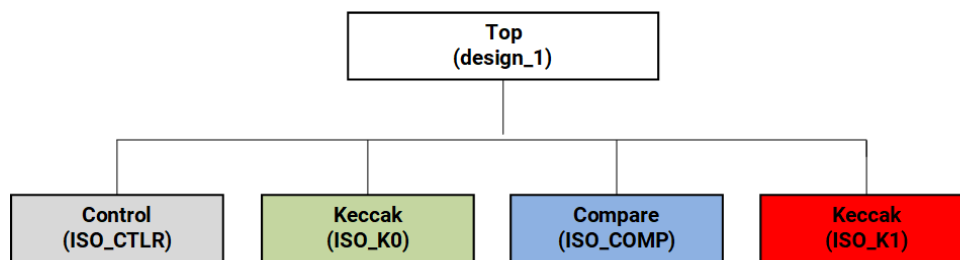 Top
(design_1)
Control
(ISO_CTLR)
Keccak
(ISO_K0)
Compare
(ISO_COMP)
Keccak
(ISO_K1)